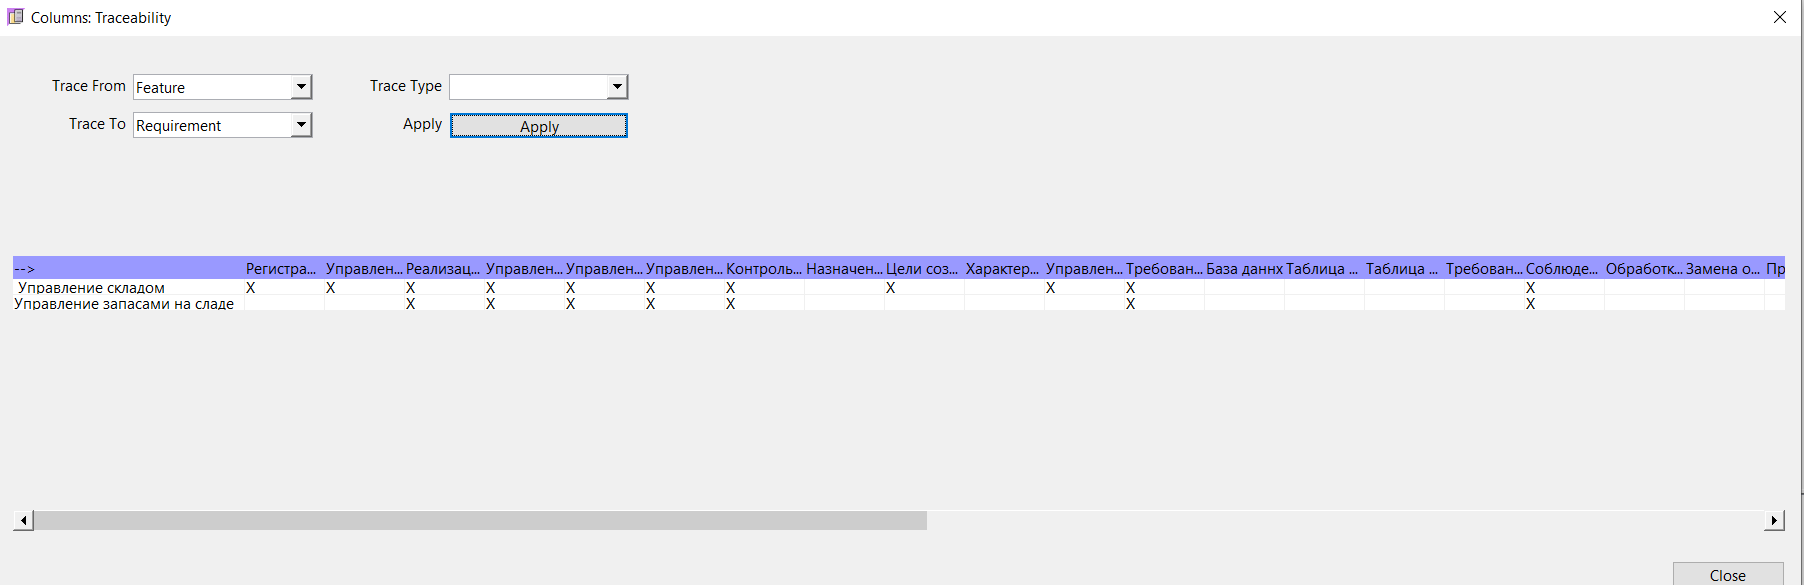 Columns: Traceability
Trace From Feature Trace Type
Trace To Requirement Apply Apply
--> Регистра... Управлен... Реализац... Управлен... Управлен... Управлен... Контроль... Назначен... Цели соз... Характер... Управлен... Требован... База даннх Таблица ... Таблица ... Требован... Соблюде... Обработк... Замена о... Пр
Управление складом X X X X X X X X X X X
Управление запасами на сладе X X X X X X X
Close